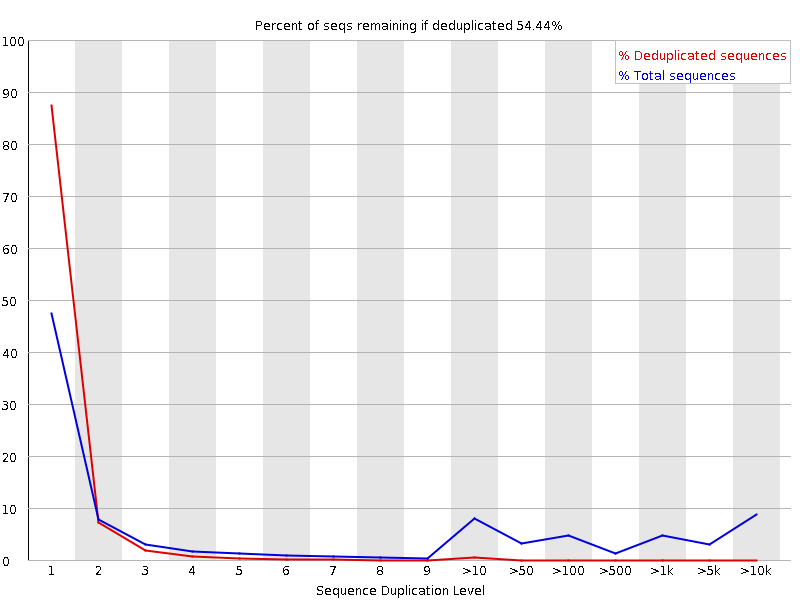 Percent of seqs remaining if deduplicated 54.44%
% Deduplicated sequences
% Total sequences
100
90
80
70
60
50
40
30
20
10
0
1 2 3 4 5 6 7 8 9 >10 >50 >100 >500 >1k >5k >10k
Sequence Duplication Level